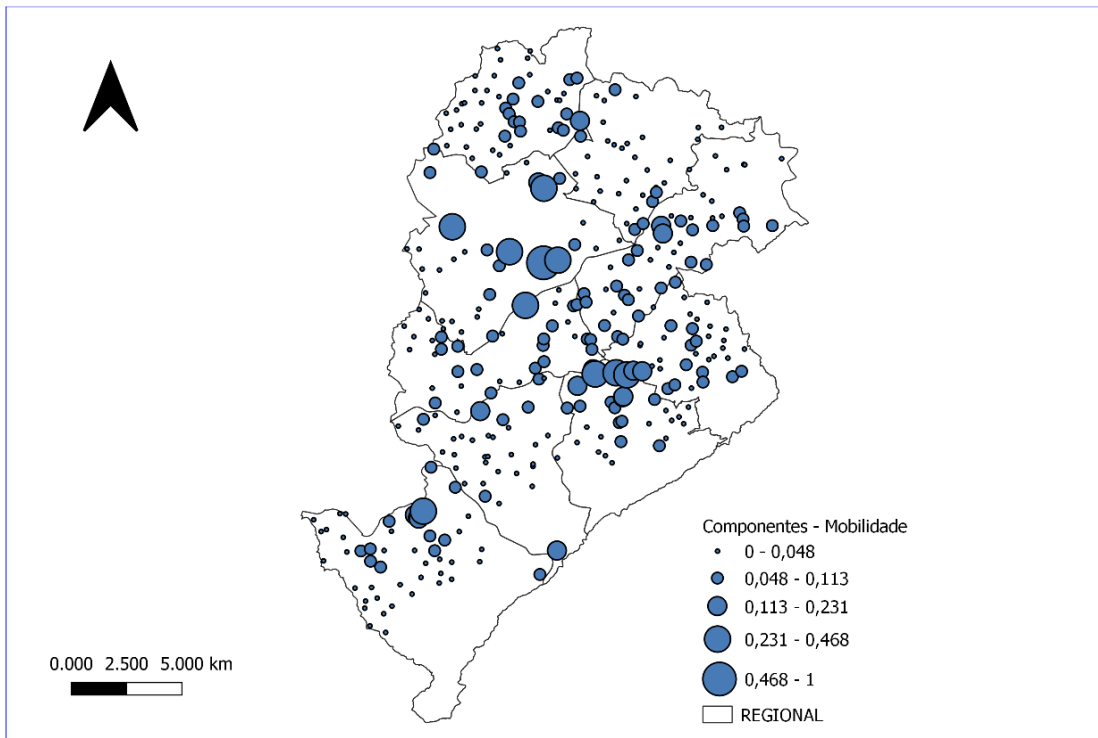 Componentes - Mobilidade
0 - 0,048
0,048 - 0,113
0,113 - 0,231
0,231 - 0,468
0,468 - 1
REGIONAL
0.000 2.500 5.000 km